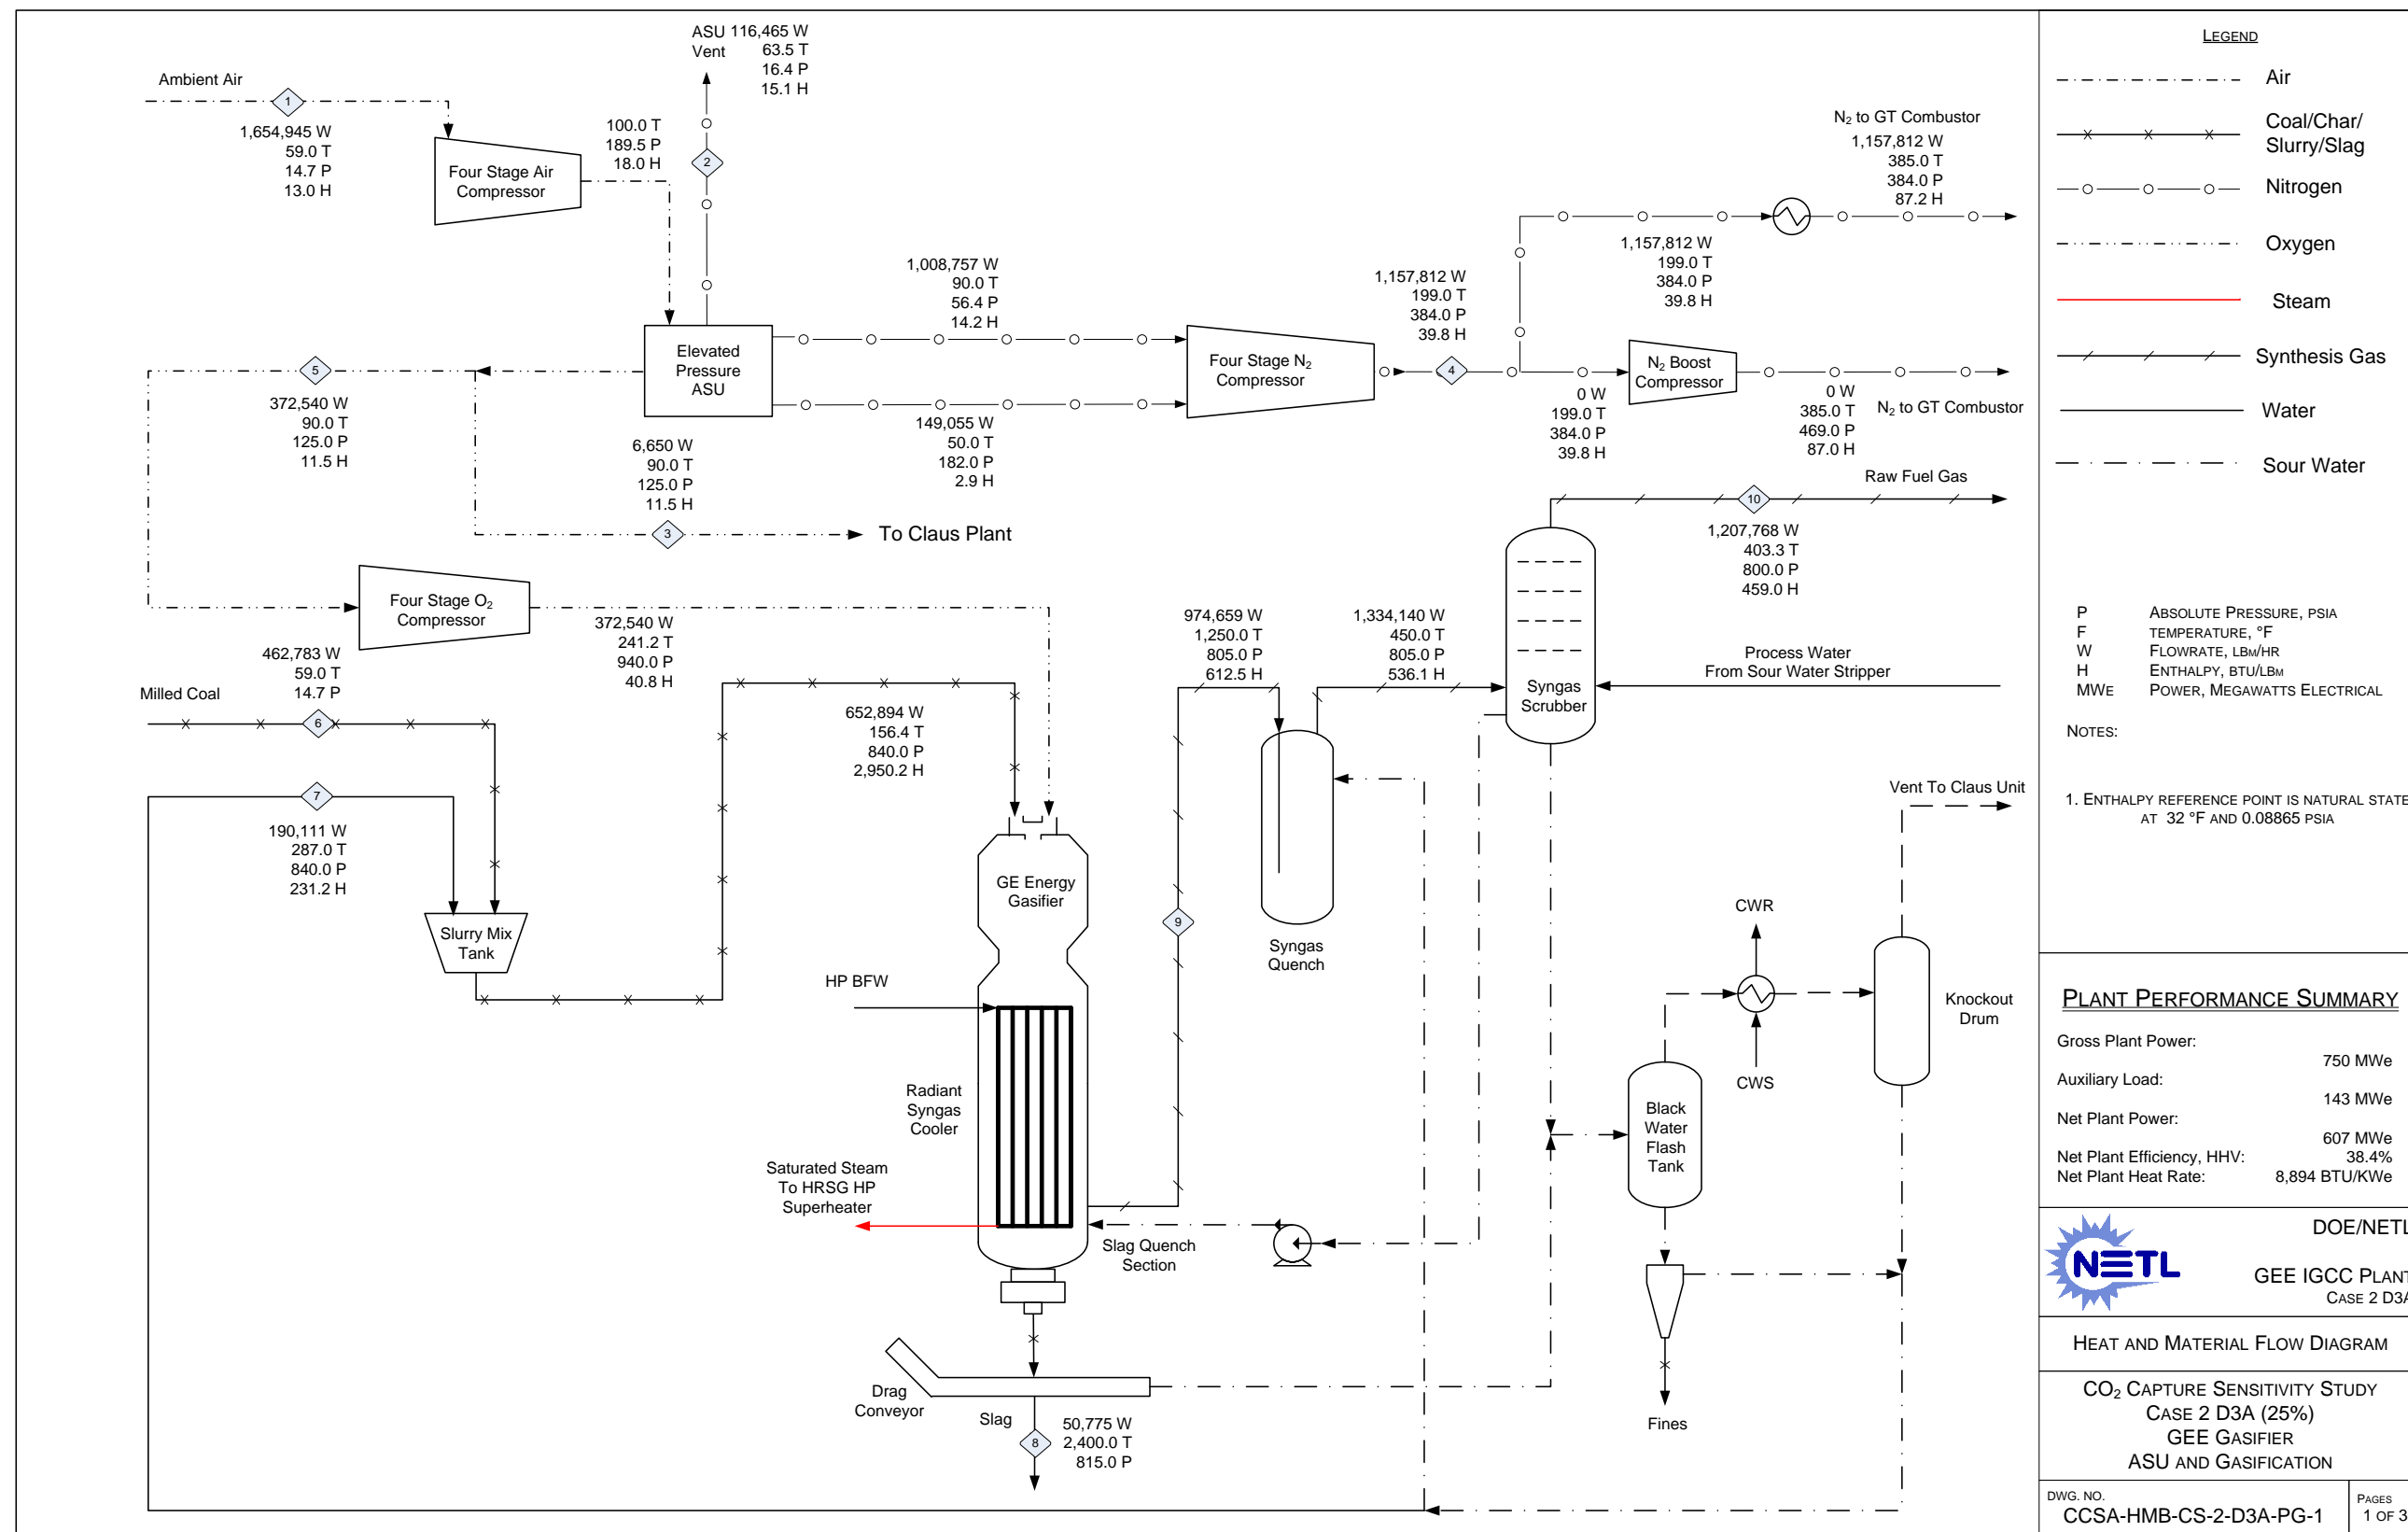 ASU 116,465 W
Vent 63.5 T
16.4 P
15.1 H
Ambient Air
1
1,654,945 W
59.0 T
14.7 P
13.0 H
Four Stage Air
Compressor
100.0 T
189.5 P
18.0 H
2
N2 to GT Combustor
1,157,812 W
385.0 T
384.0 P
87.2 H
1,008,757 W
90.0 T
56.4 P
14.2 H
1,157,812 W
199.0 T
384.0 P
39.8 H
1,157,812 W
199.0 T
384.0 P
39.8 H
Elevated
Pressure
ASU
Four Stage N2
Compressor
4
N2 Boost
Compressor
5
372,540 W
90.0 T
125.0 P
11.5 H
6,650 W
90.0 T
125.0 P
11.5 H
149,055 W
50.0 T
182.0 P
2.9 H
0 W
199.0 T
384.0 P
39.8 H
0 W
385.0 T
469.0 P
87.0 H
N2 to GT Combustor
3
To Claus Plant
Raw Fuel Gas
10
1,207,768 W
403.3 T
800.0 P
459.0 H
Four Stage O2
Compressor
372,540 W
241.2 T
940.0 P
40.8 H
462,783 W
59.0 T
14.7 P
Milled Coal
6
974,659 W
1,250.0 T
805.0 P
612.5 H
1,334,140 W
450.0 T
805.0 P
536.1 H
Process Water
From Sour Water Stripper
Syngas
Scrubber
652,894 W
156.4 T
840.0 P
2,950.2 H
7
190,111 W
287.0 T
840.0 P
231.2 H
Slurry Mix
Tank
GE Energy
Gasifier
9
Syngas
Quench
Vent To Claus Unit
CWR
CWS
Knockout
Drum
HP BFW
Radiant
Syngas
Cooler
Saturated Steam
To HRSG HP
Superheater
Slag Quench
Section
Black
Water
Flash
Tank
Drag
Conveyor
Slag
8
50,775 W
2,400.0 T
815.0 P
Fines
LEGEND
Air
Coal/Char/
Slurry/Slag
Nitrogen
Oxygen
Steam
Synthesis Gas
Water
Sour Water
P ABSOLUTE PRESSURE, PSIA
F TEMPERATURE, °F
W FLOWRATE, LBM/HR
H ENTHALPY, BTU/LBM
MWE POWER, MEGAWATTS ELECTRICAL
NOTES:
1. ENTHALPY REFERENCE POINT IS NATURAL STATE
AT 32 °F AND 0.08865 PSIA
PLANT PERFORMANCE SUMMARY
Gross Plant Power:
750 MWe
Auxiliary Load:
143 MWe
Net Plant Power:
607 MWe
Net Plant Efficiency, HHV: 38.4%
Net Plant Heat Rate: 8,894 BTU/KWe
NETL
DOE/NETL
GEE IGCC PLANT
CASE 2 D3A
HEAT AND MATERIAL FLOW DIAGRAM
CO2 CAPTURE SENSITIVITY STUDY
CASE 2 D3A (25%)
GEE GASIFIER
ASU AND GASIFICATION
DWG. NO.
CCSA-HMB-CS-2-D3A-PG-1
PAGES
1 OF 3